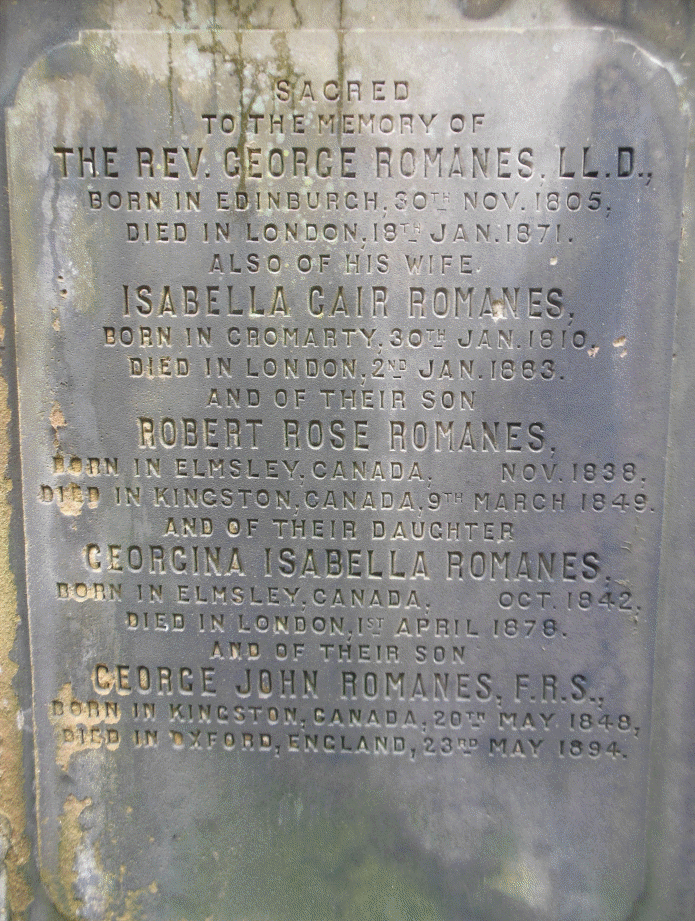 SACRED
TO THE MEMORY OF
THE REV. GEORGE ROMANES, LL.D.,
BORN IN EDINBURGH, 30TH NOV. 1805,
DIED IN LONDON, 18TH JAN. 1871.
ALSO OF HIS WIFE
ISABELLA GAIR ROMANES,
BORN IN CROMARTY, 30TH JAN. 1810,
DIED IN LONDON, 2ND JAN. 1883.
AND OF THEIR SON
ROBERT ROSE ROMANES,
BORN IN ELMSLEY, CANADA, NOV. 1838,
DIED IN KINGSTON, CANADA, 9TH MARCH 1849.
AND OF THEIR DAUGHTER
GEORGINA ISABELLA ROMANES,
BORN IN ELMSLEY, CANADA, OCT. 1842,
DIED IN LONDON, 1ST APRIL 1878.
AND OF THEIR SON
GEORGE JOHN ROMANES, F.R.S.,
BORN IN KINGSTON, CANADA, 20TH MAY 1848,
DIED IN OXFORD, ENGLAND, 23RD MAY 1894.